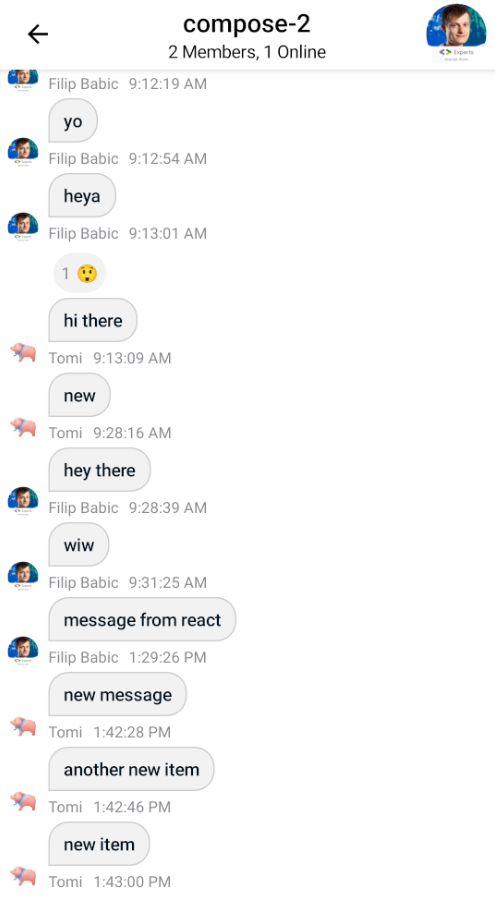 compose-2
2 Members, 1 Online
Experts
Filip Babic 9:12:19 AM
yo
Filip Babic 9:12:54 AM
heya
Filip Babic 9:13:01 AM
1 😲
hi there
Tomi 9:13:09 AM
new
Tomi 9:28:16 AM
hey there
Filip Babic 9:28:39 AM
wiw
Filip Babic 9:31:25 AM
message from react
Filip Babic 1:29:26 PM
new message
Tomi 1:42:28 PM
another new item
Tomi 1:42:46 PM
new item
Tomi 1:43:00 PM